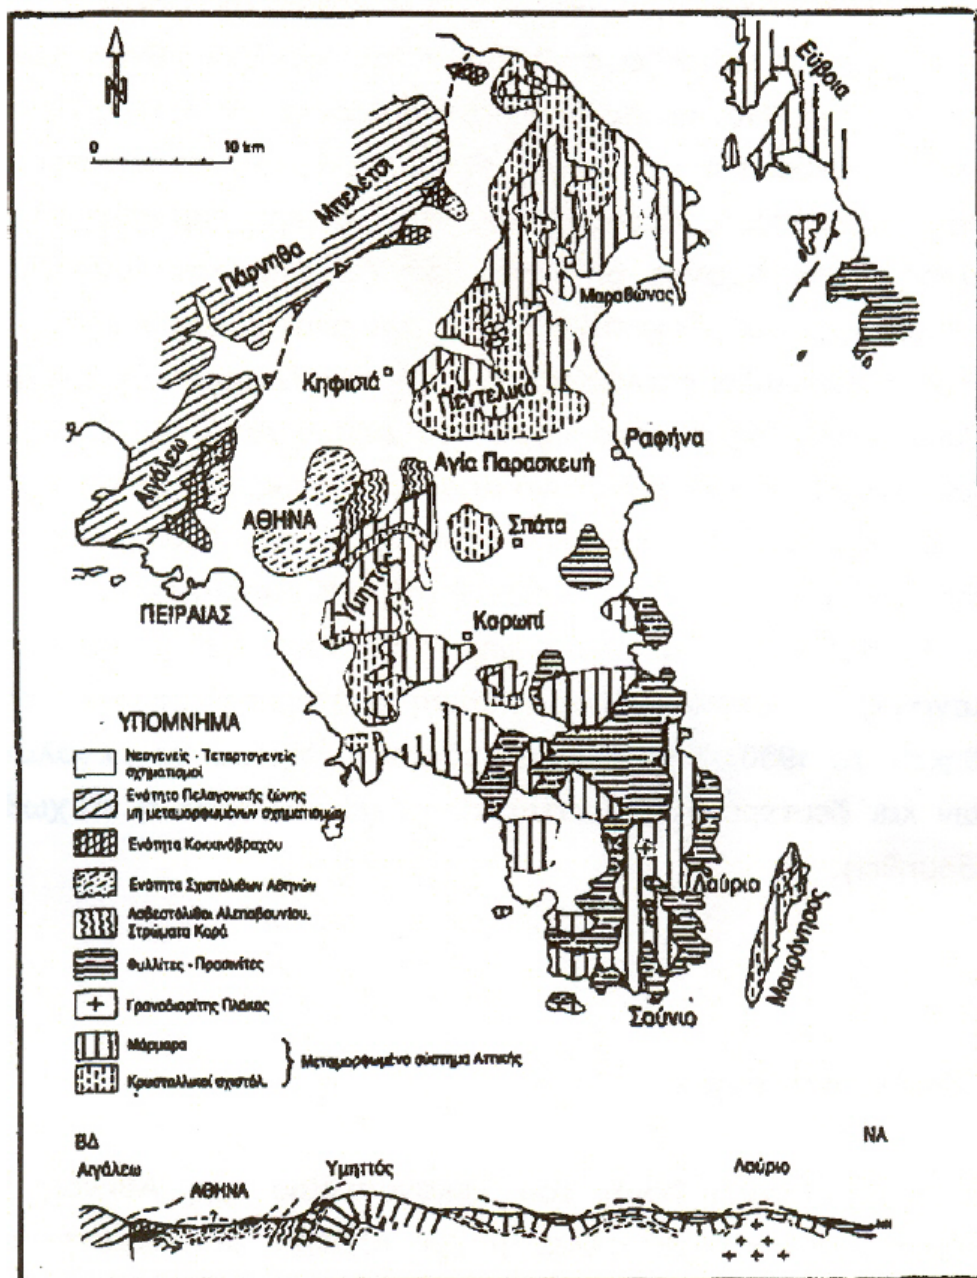 N
0 10 km
Εύβοια
Μπελέτσι
Πάρνηθα
Μαραθώνας
Κηφισιά
Πεντελικό
Ραφήνα
Αγία Παρασκευή
Αιγάλεω
ΑΘΗΝΑ
Σπάτα
Υμηττό
ΠΕΙΡΑΙΑΣ
Κορωπί
ΥΠΟΜΝΗΜΑ
Νεογενείς - Τεταρτογενείς
σχηματισμοί
Ενότητα Πελαγονικής ζώνης
μη μεταμορφωμένων σχηματισμών
Ενότητα Κοκκινόβραχου
Ενότητα Σχιστόλιθων Αθηνών
Ασβεστόλιθοι Αλεποβουνίου,
Στρώματα Καρά
Φυλλίτες - Πρασινίτες
Γρανοδιορίτης Πλάκας
Μάρμαρα
Κρυσταλλικοί σχιστόλ.
Μεταμορφωμένο σύστημα Αττικής
Λαύριο
Μακρόνησος
Σούνιο
ΒΔ ΝΑ
Αιγάλεω Υμηττός Λαύριο
ΑΘΗΝΑ